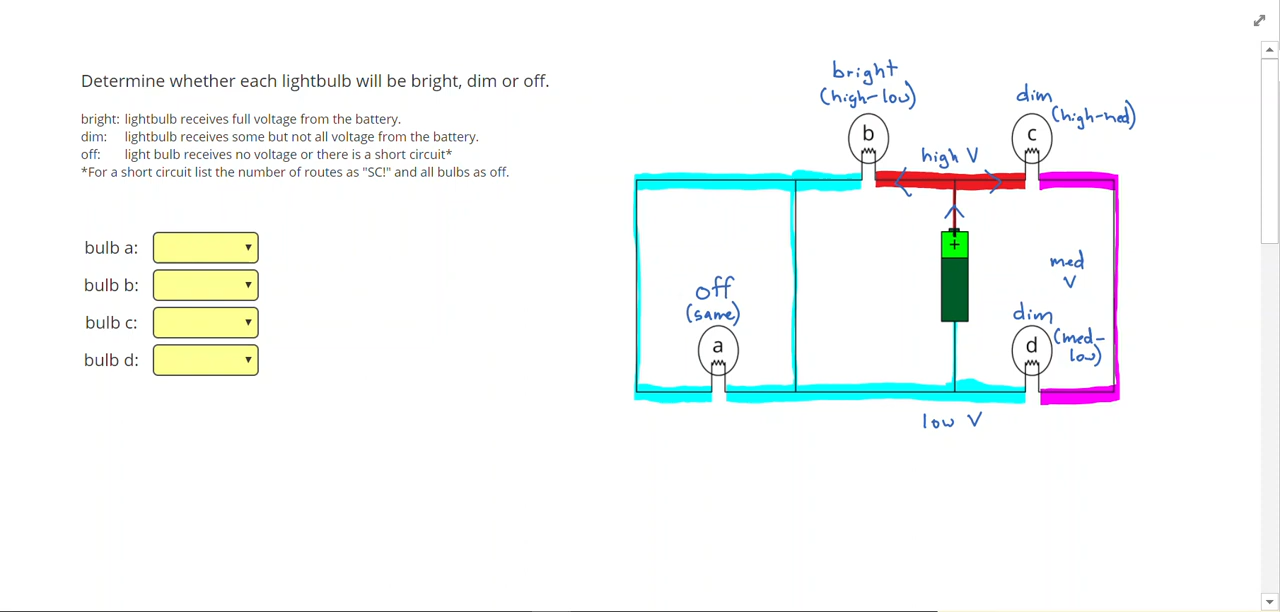 Determine whether each lightbulb will be bright, dim or off.
bright: lightbulb receives full voltage from the battery.
dim: lightbulb receives some but not all voltage from the battery.
off: light bulb receives no voltage or there is a short circuit*
*For a short circuit list the number of routes as "SC!" and all bulbs as off.
bulb a:
bulb b:
bulb c:
bulb d:
bright
(high-low)
b
high V
dim
(high-med)
c
+
med
V
off
(same)
a
dim
(med-
low)
d
low V